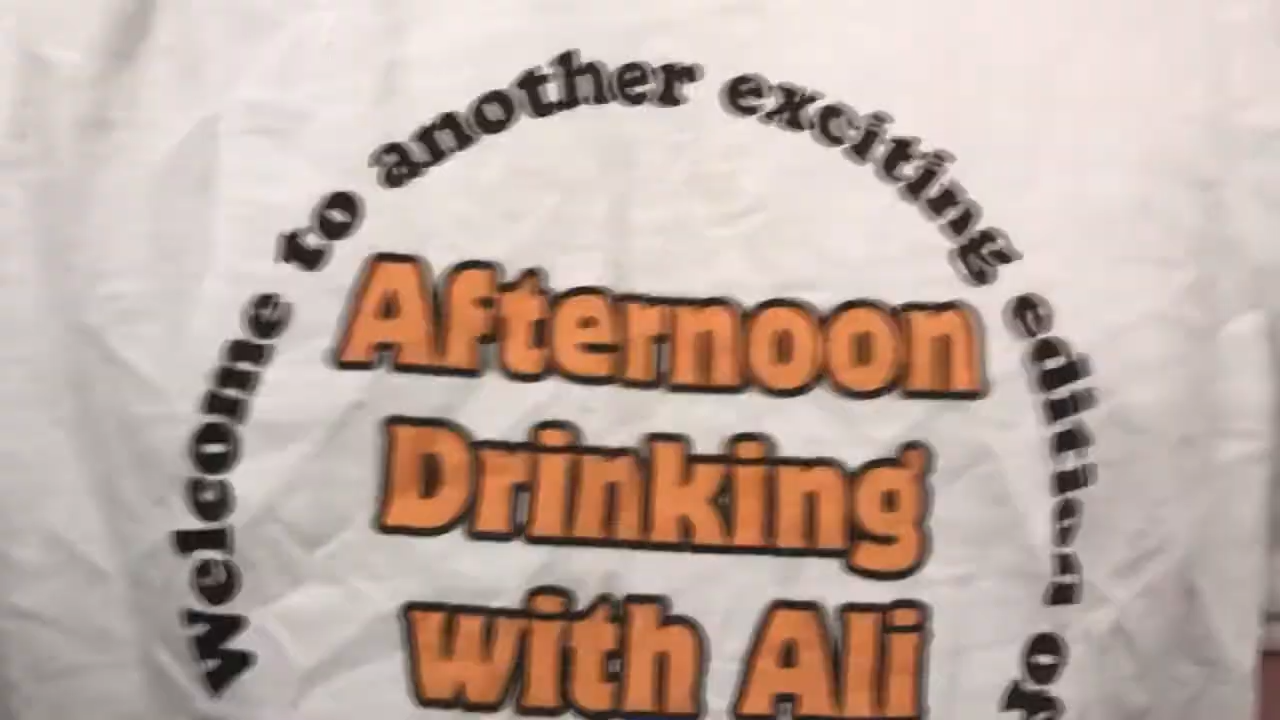 Welcome to another exciting edition of
Afternoon
Drinking
with Ali